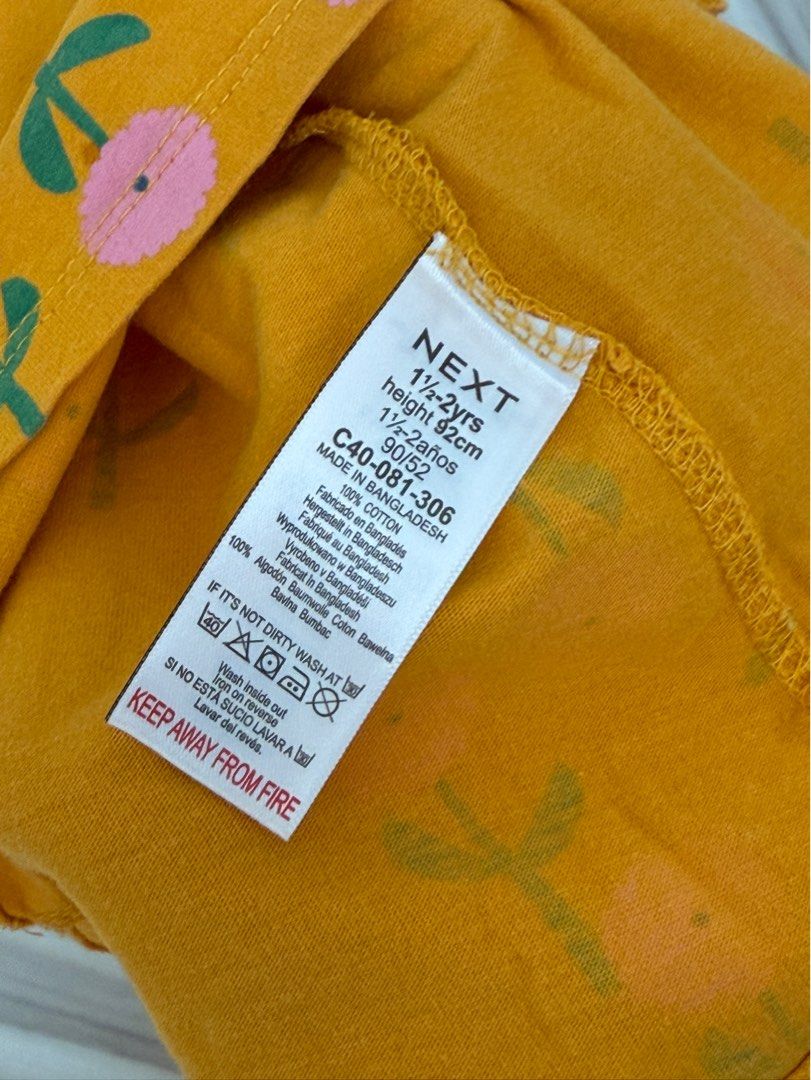 NEXT
1½-2yrs
height 92cm
1½-2años
90/52
C40-081-306
MADE IN BANGLADESH
100% COTTON
Fabricado en Bangladés
Hergestellt in Bangladesch
Fabriqué au Bangladesh
Wyprodukowano w Bangladeszu
Vyrobeno v Bangladéši
Fabricat în Bangladesh
100% Algodón Baumwolle Coton Bawełna
Bavlna Bumbac
IF IT'S NOT DIRTY WASH AT 30
40
Wash inside out
Iron on reverse
SI NO ESTÁ SUCIO LAVAR A 30
Lavar del revés.
KEEP AWAY FROM FIRE